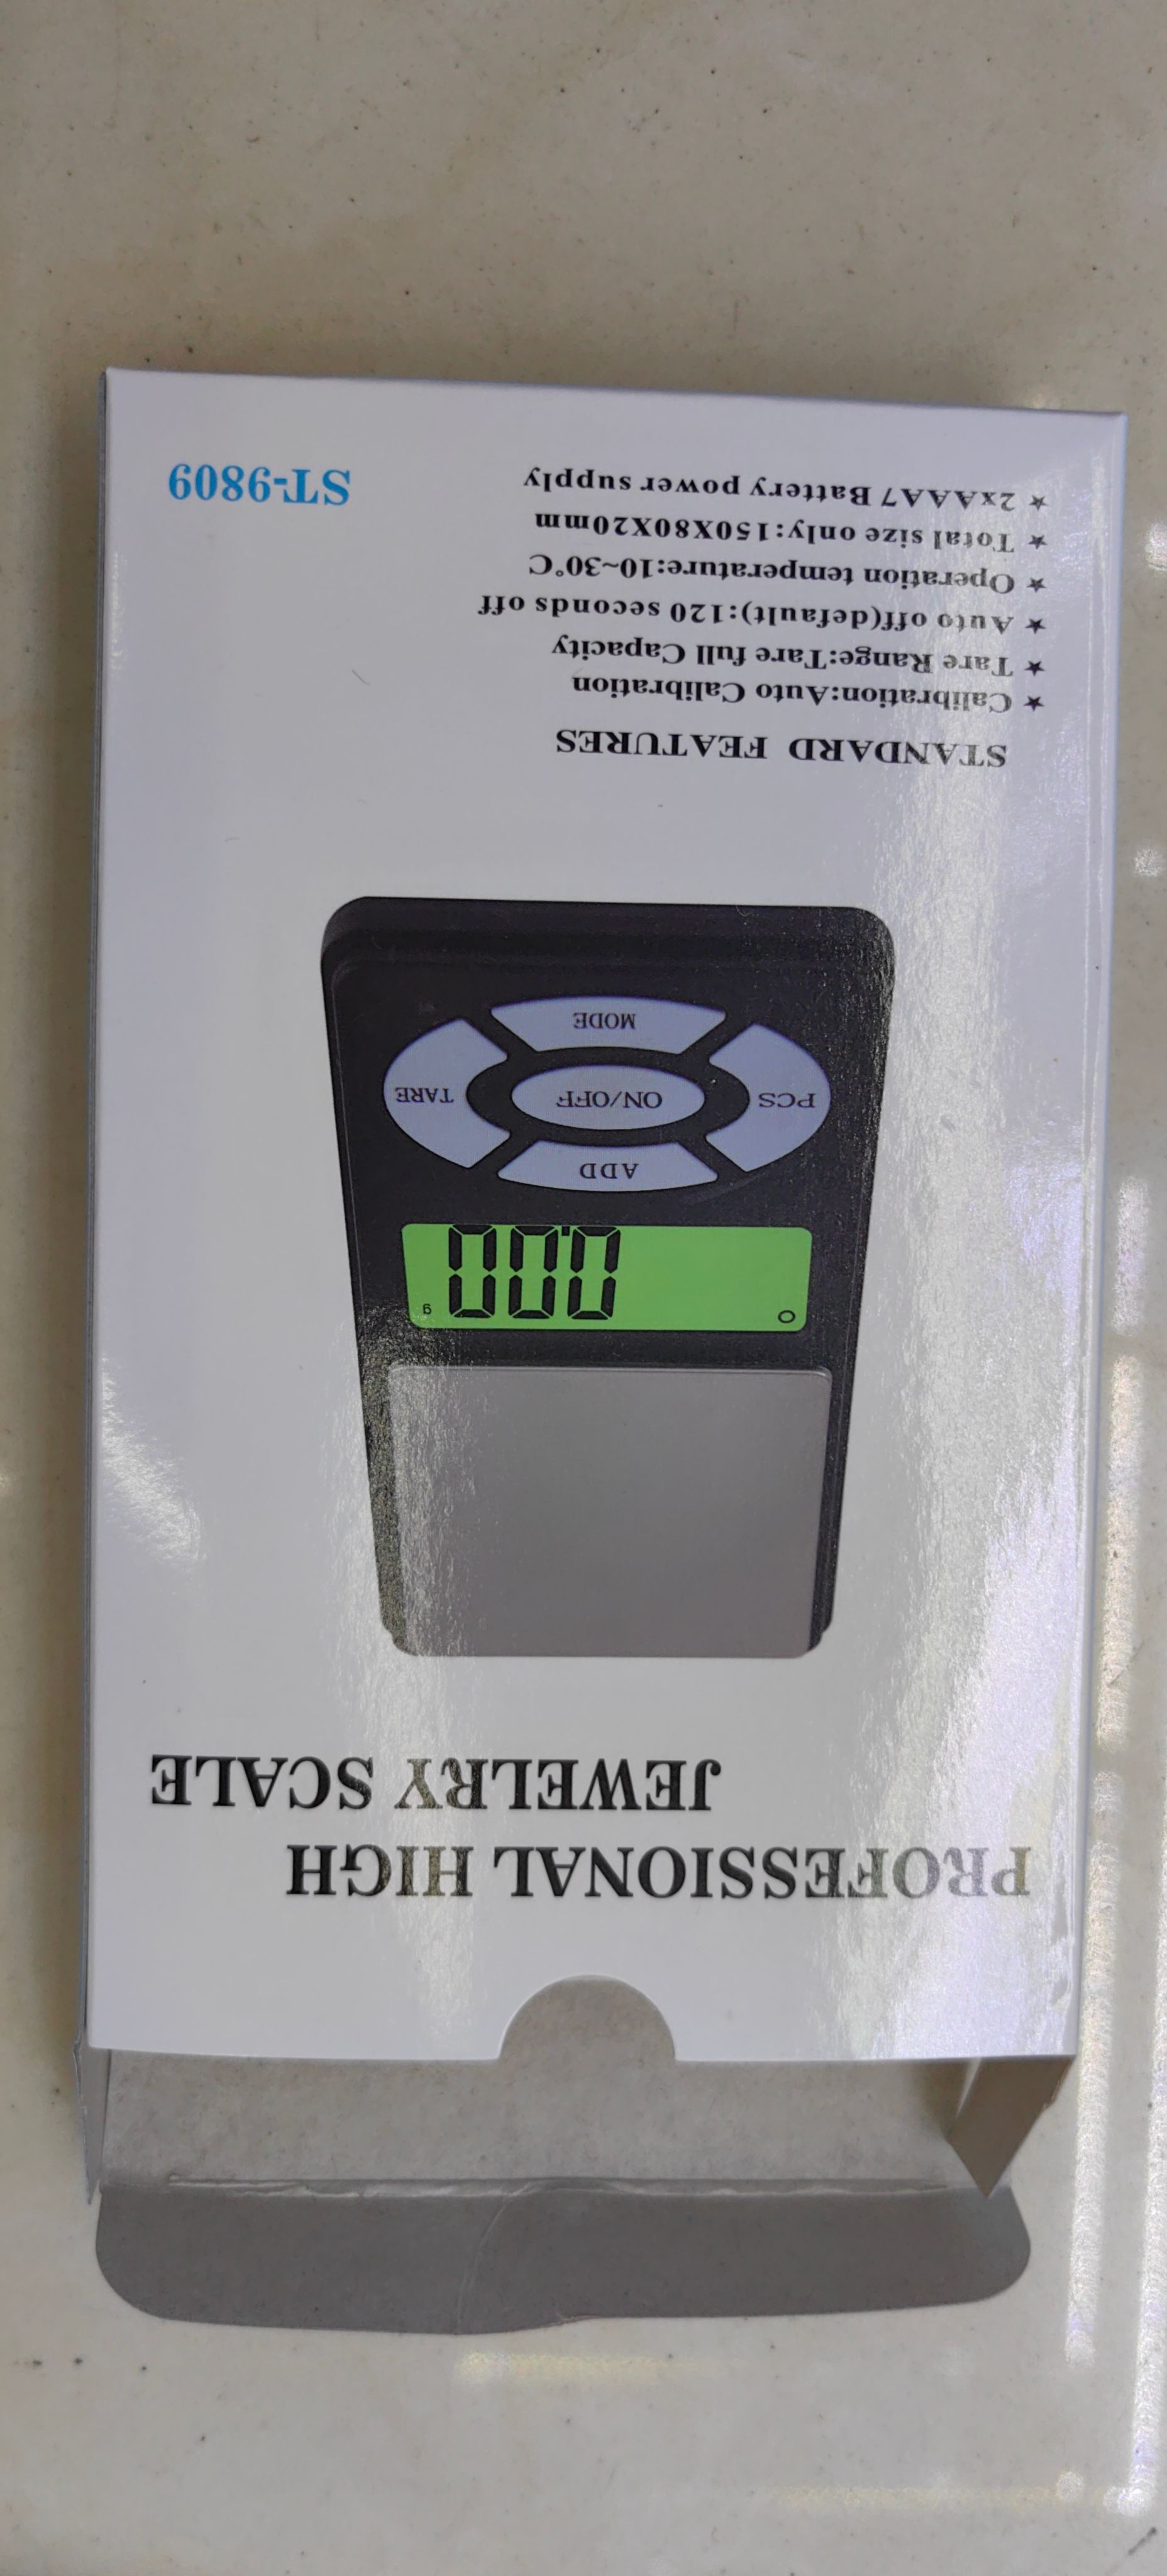 PROFESSIONAL HIGH
JEWELRY SCALE
O
0.00
g
ADD
PCS
ON/OFF
TARE
MODE
STANDARD FEATURES
★ Calibration:Auto Calibration
★ Tare Range:Tare full Capacity
★ Auto off(default):120 seconds off
★ Operation temperature:10~30°C
★ Total size only:150X80X20mm
★ 2xAAA7 Battery power supply
ST-9809